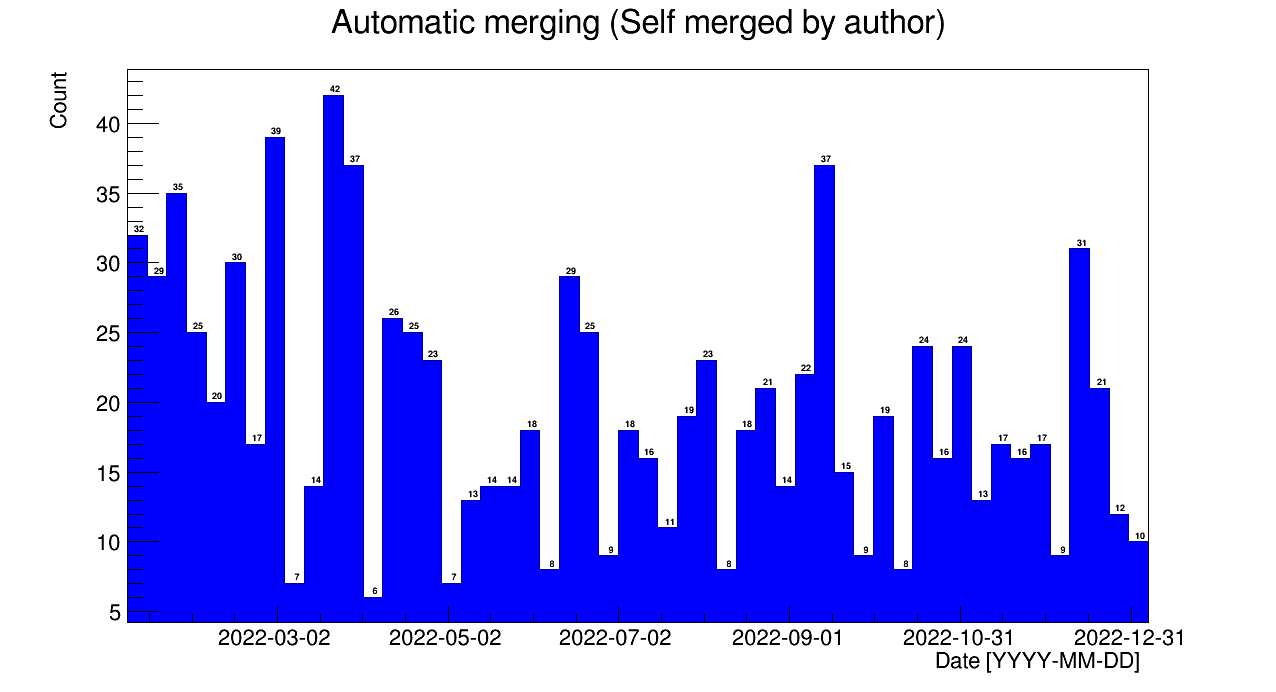 Automatic merging (Self merged by author)
Count
40
35
30
25
20
15
10
5
32 29 35 25 20 30 17 39 7 14 42 37 6 26 25 23 7 13 14 14 18 8 29 25 9 18 16 11 19 23 8 18 21 14 22 37 15 9 19 8 24 16 24 13 17 16 17 9 31 21 12 10
2022-03-02 2022-05-02 2022-07-02 2022-09-01 2022-10-31 2022-12-31
Date [YYYY-MM-DD]